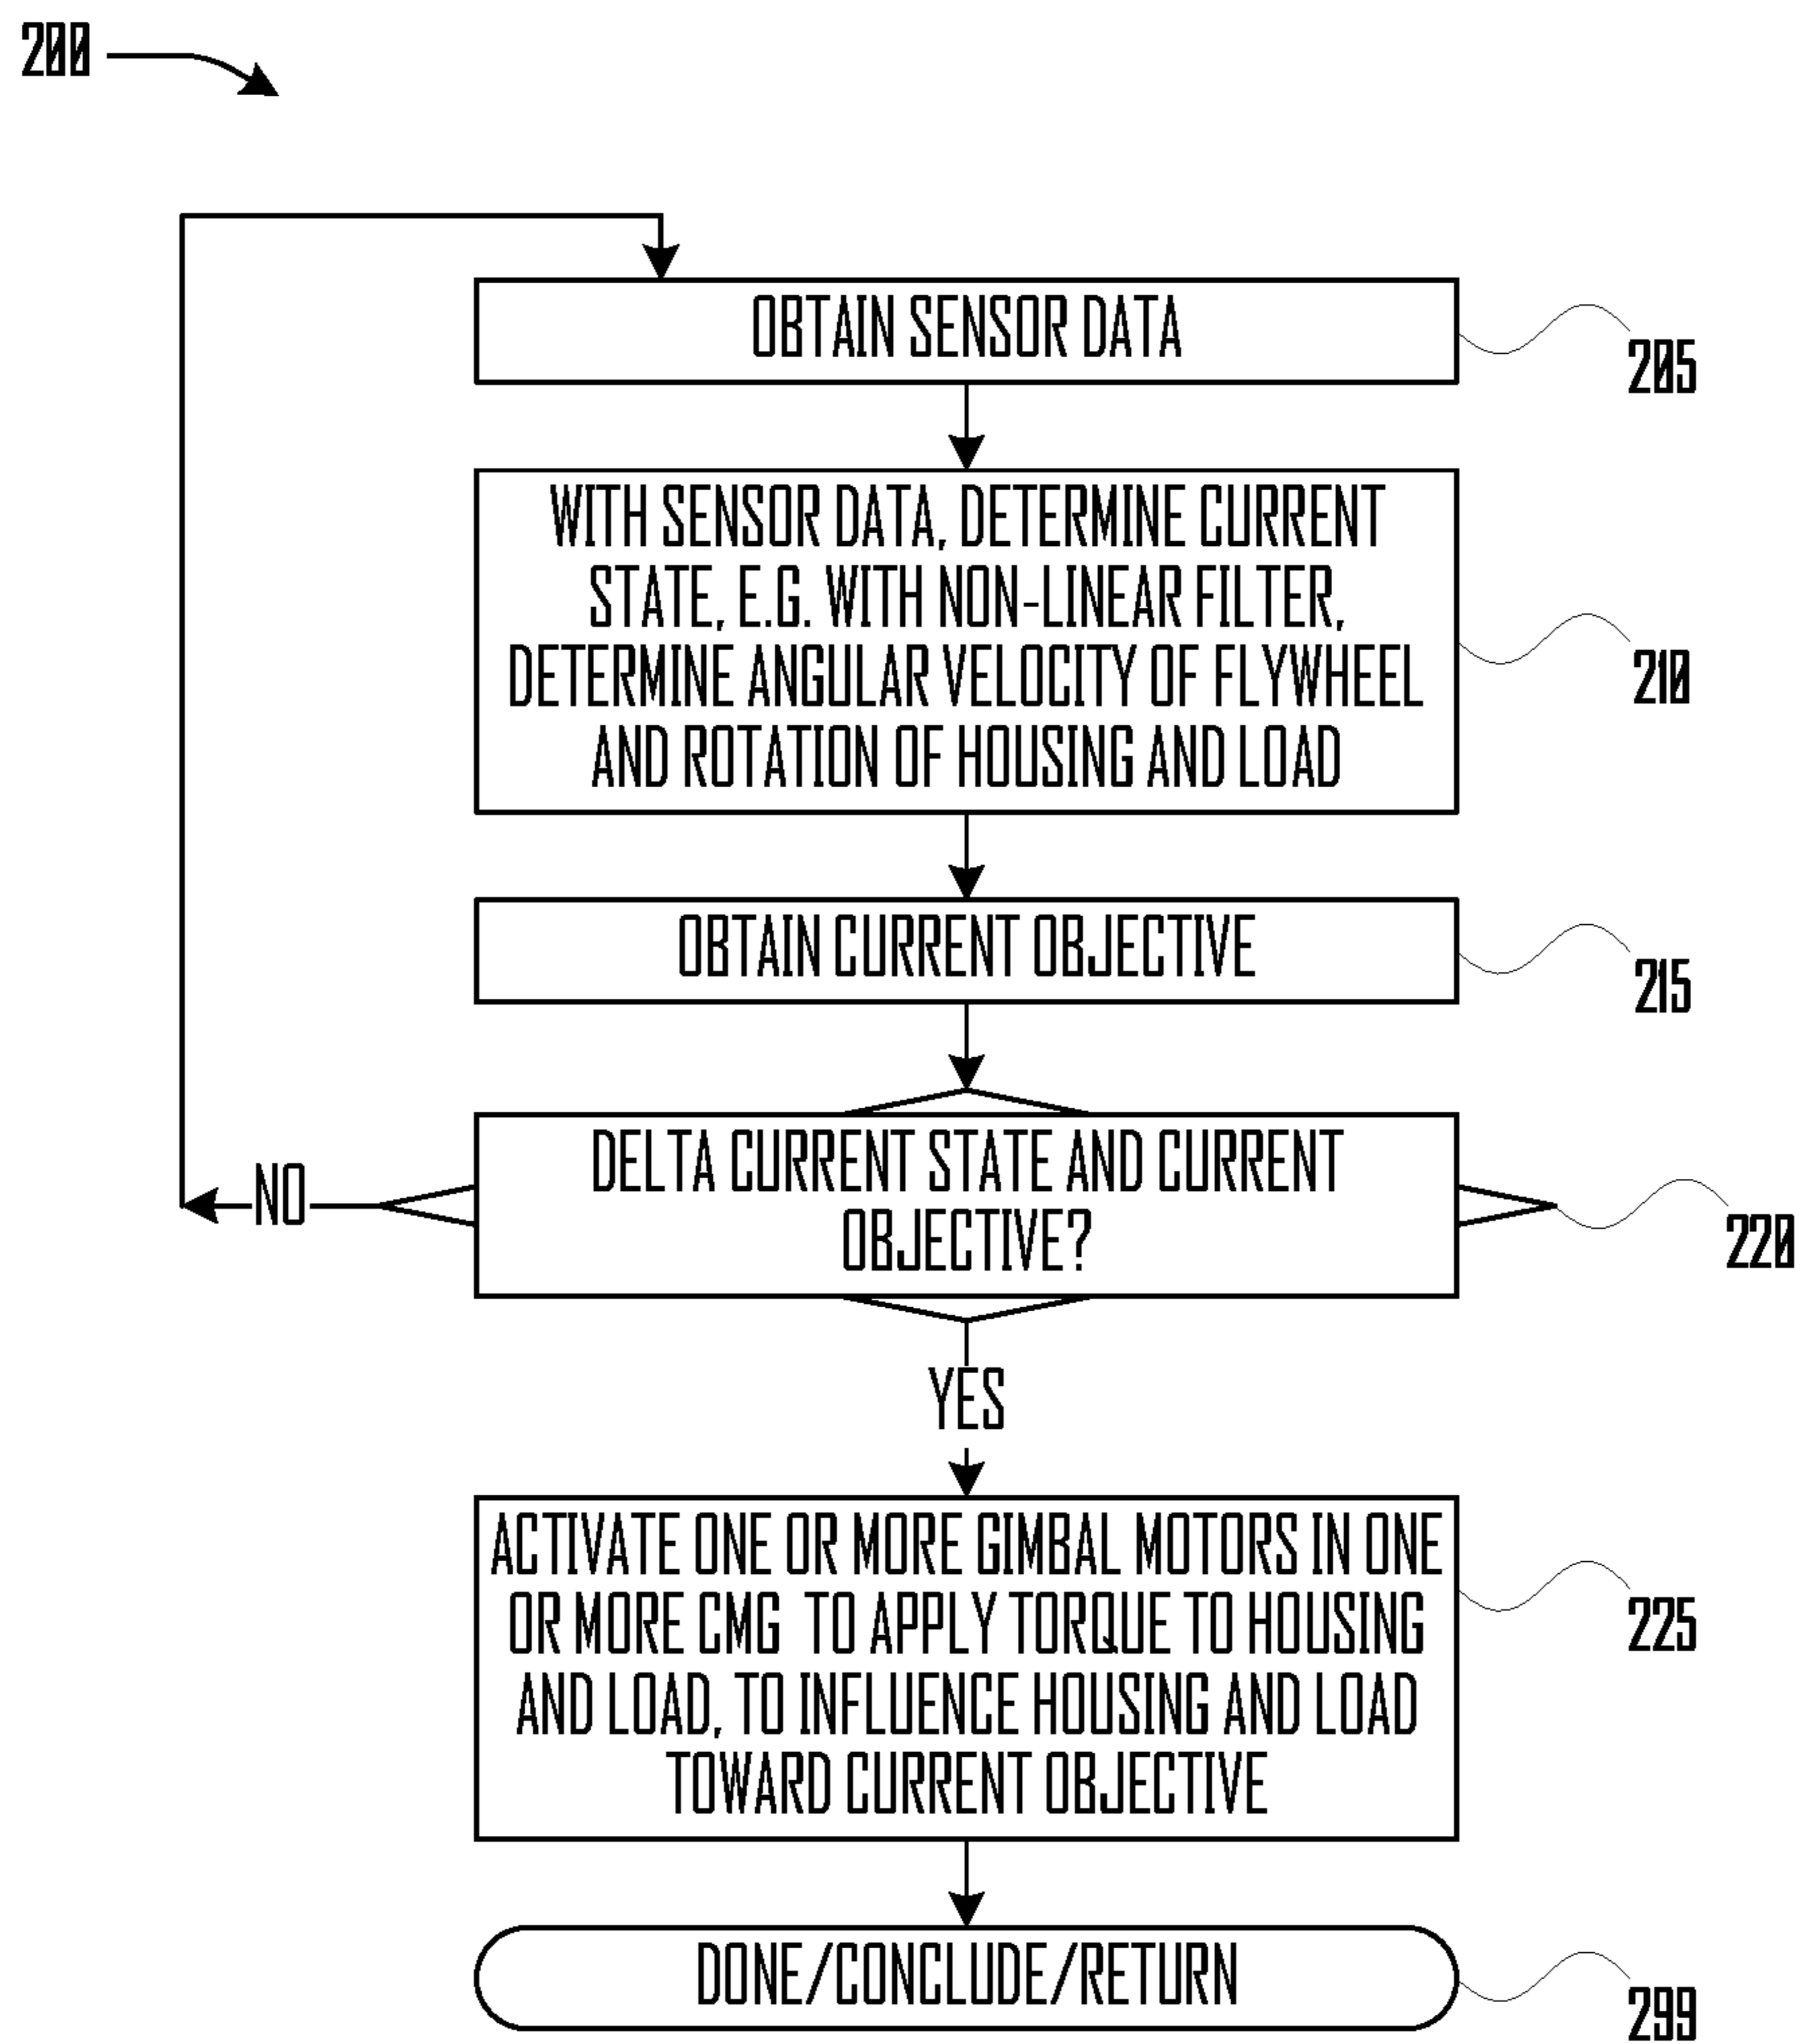 200
OBTAIN SENSOR DATA
205
WITH SENSOR DATA, DETERMINE CURRENT
STATE, E.G. WITH NON-LINEAR FILTER,
DETERMINE ANGULAR VELOCITY OF FLYWHEEL
AND ROTATION OF HOUSING AND LOAD
210
OBTAIN CURRENT OBJECTIVE
215
DELTA CURRENT STATE AND CURRENT
OBJECTIVE?
NO
220
YES
ACTIVATE ONE OR MORE GIMBAL MOTORS IN ONE
OR MORE CMG TO APPLY TORQUE TO HOUSING
AND LOAD, TO INFLUENCE HOUSING AND LOAD
TOWARD CURRENT OBJECTIVE
225
DONE/CONCLUDE/RETURN
299